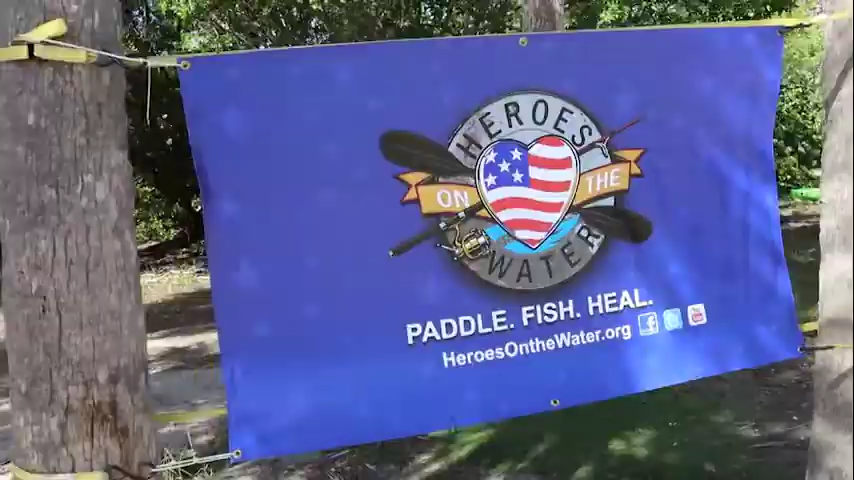 HEROES
ON THE
WATER
PADDLE. FISH. HEAL.
HeroesOntheWater.org